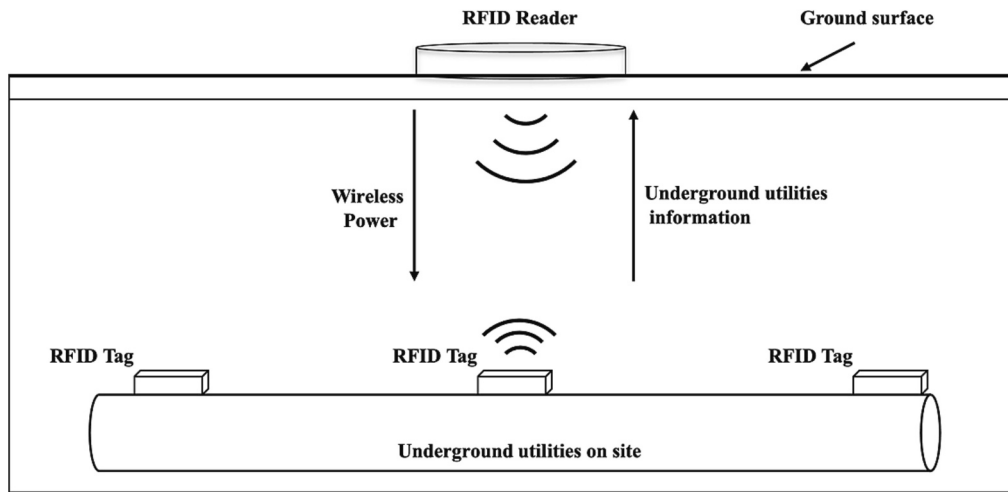 RFID Reader
Ground surface
Wireless
Power
Underground utilities
information
RFID Tag
RFID Tag
RFID Tag
Underground utilities on site